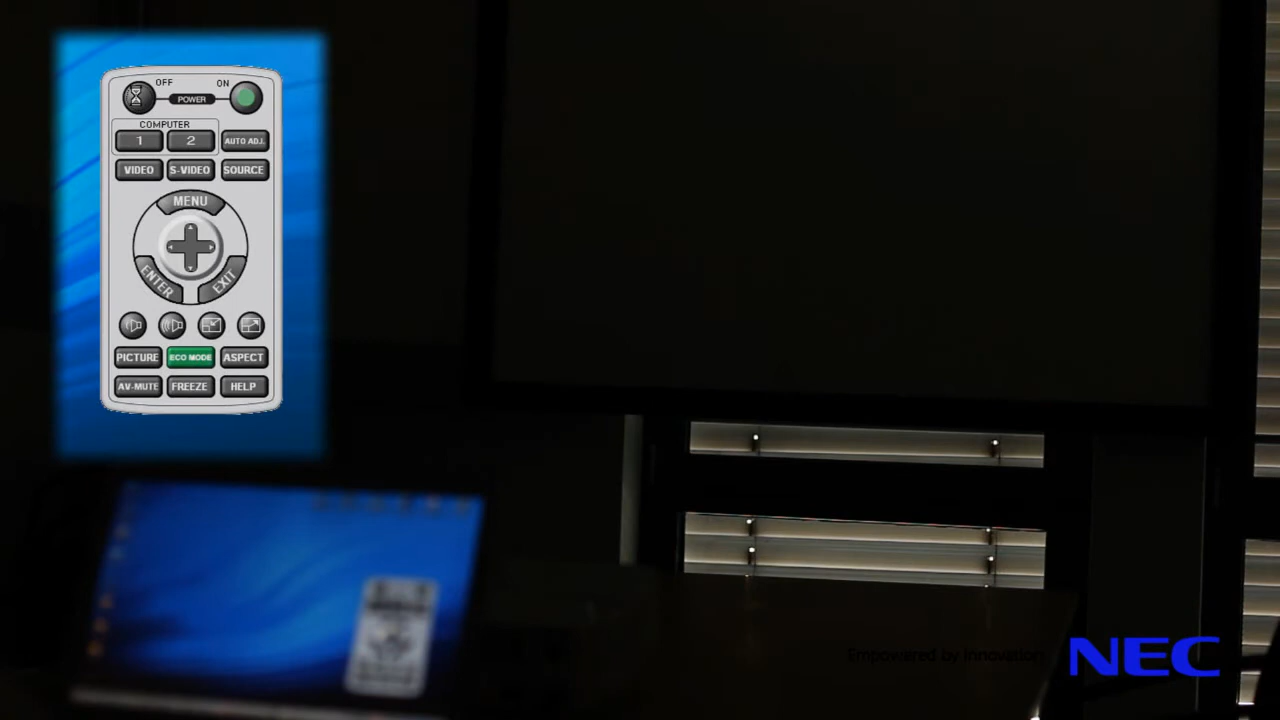 OFF ON
POWER
COMPUTER
1 2 AUTO ADJ.
VIDEO S-VIDEO SOURCE
MENU
ENTER EXIT
PICTURE ECO MODE ASPECT
AV-MUTE FREEZE HELP
Empowered by Innovation
NEC